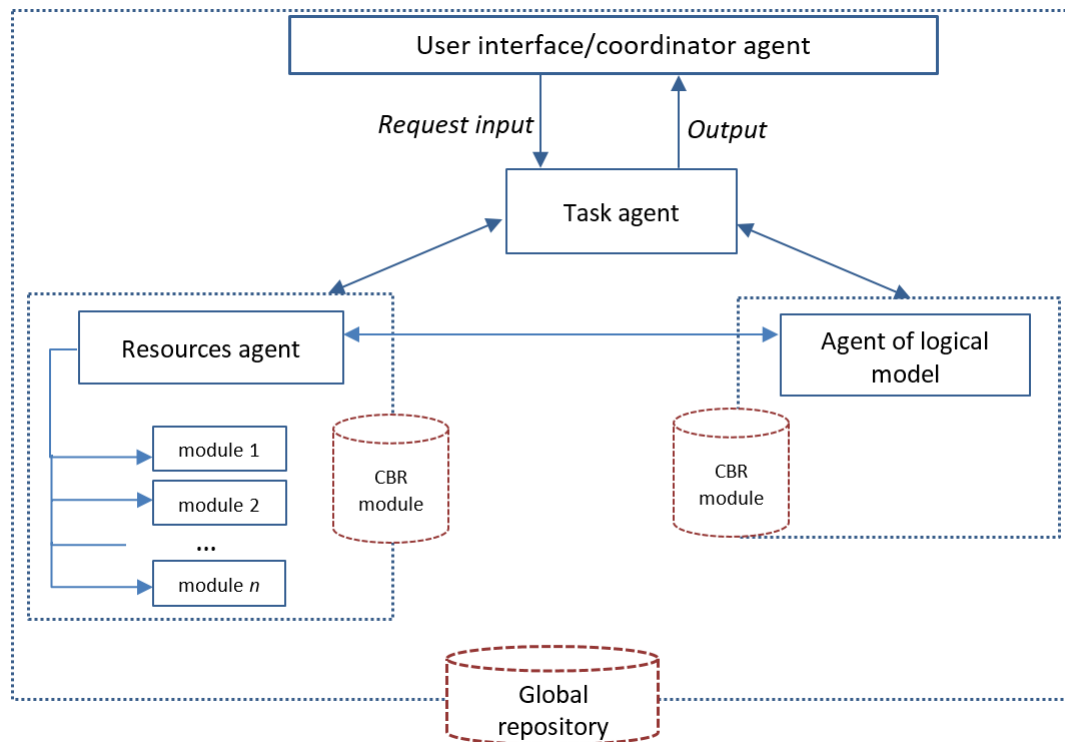 User interface/coordinator agent
Request input
Output
Task agent
Resources agent
Agent of logical
model
module 1
module 2
...
module n
CBR
module
CBR
module
Global
repository